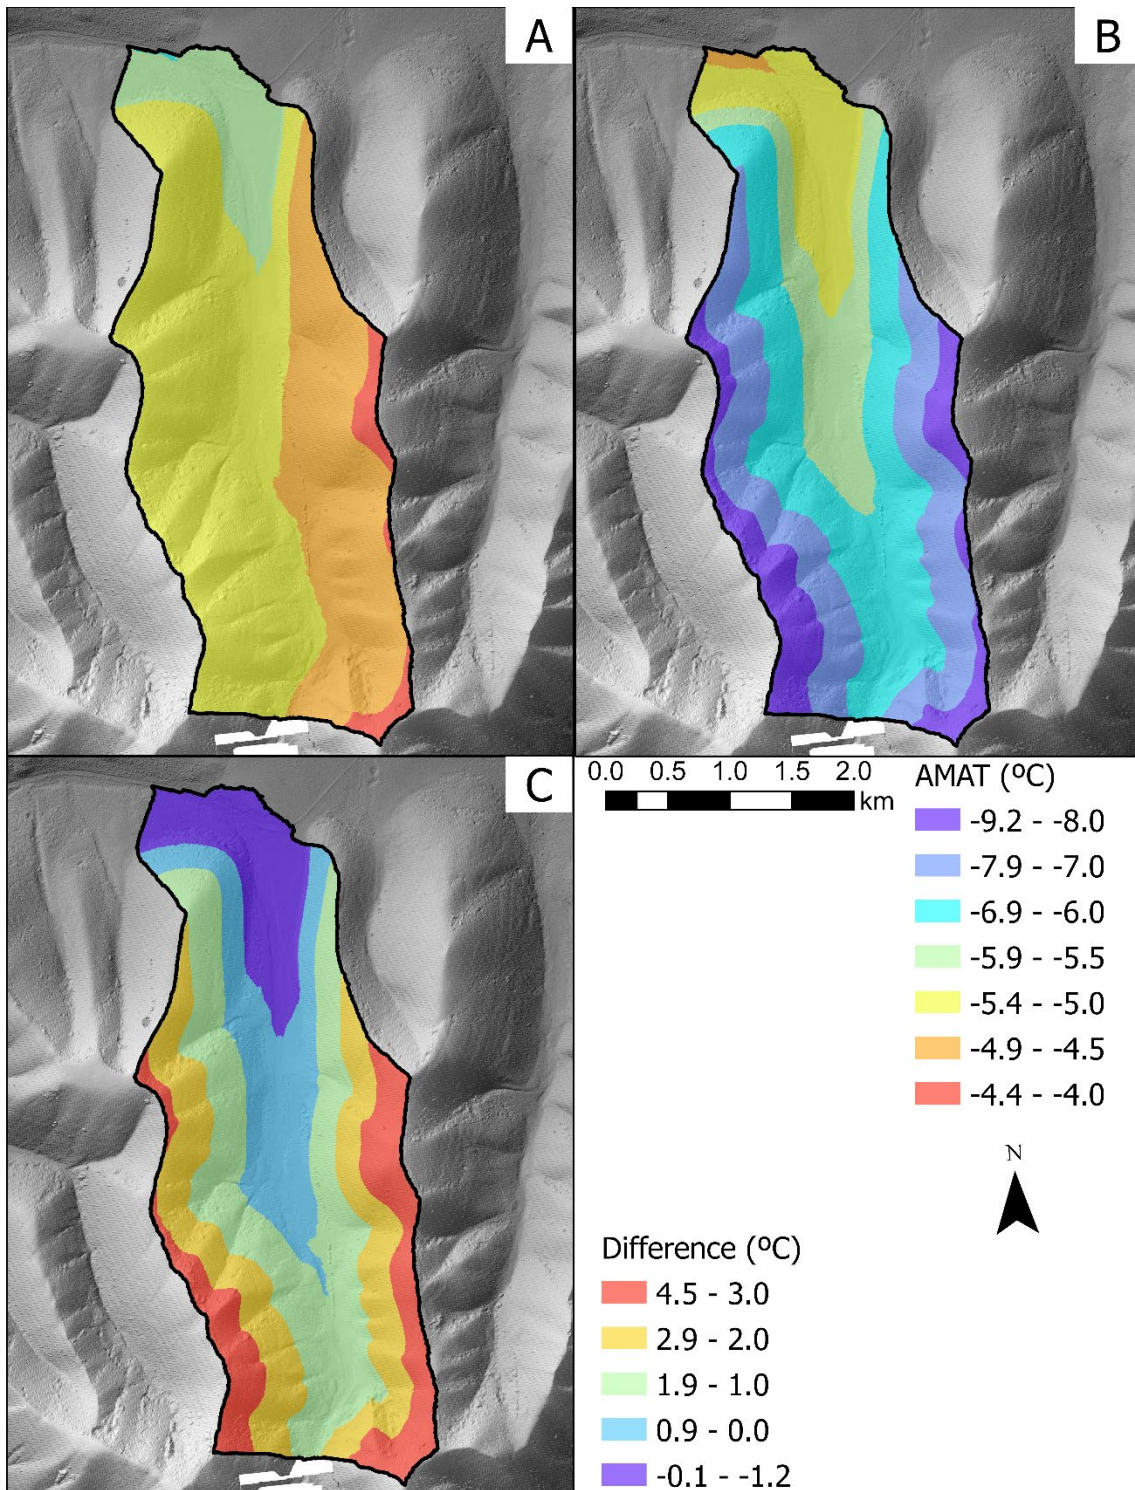 A
B
C
0.0 0.5 1.0 1.5 2.0
km
AMAT (ºC)
-9.2 - -8.0
-7.9 - -7.0
-6.9 - -6.0
-5.9 - -5.5
-5.4 - -5.0
-4.9 - -4.5
-4.4 - -4.0
N
Difference (ºC)
4.5 - 3.0
2.9 - 2.0
1.9 - 1.0
0.9 - 0.0
-0.1 - -1.2